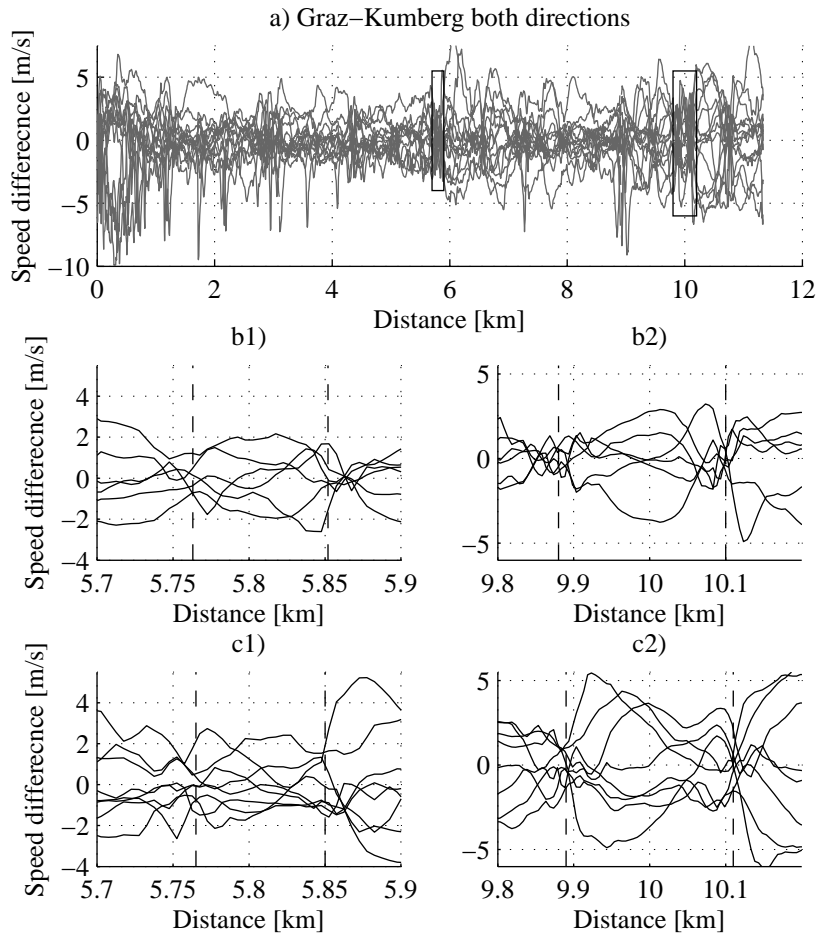 a) Graz−Kumberg both directions
Speed differecnce [m/s]
5
0
−5
−10
0 2 4 6 8 10 12
Distance [km]
b1) b2)
Speed differecnce [m/s]
4
2
0
−2
−4
5.7 5.75 5.8 5.85 5.9
Distance [km]
5
0
−5
9.8 9.9 10 10.1
Distance [km]
c1) c2)
Speed differecnce [m/s]
4
2
0
−2
−4
5.7 5.75 5.8 5.85 5.9
Distance [km]
5
0
−5
9.8 9.9 10 10.1
Distance [km]